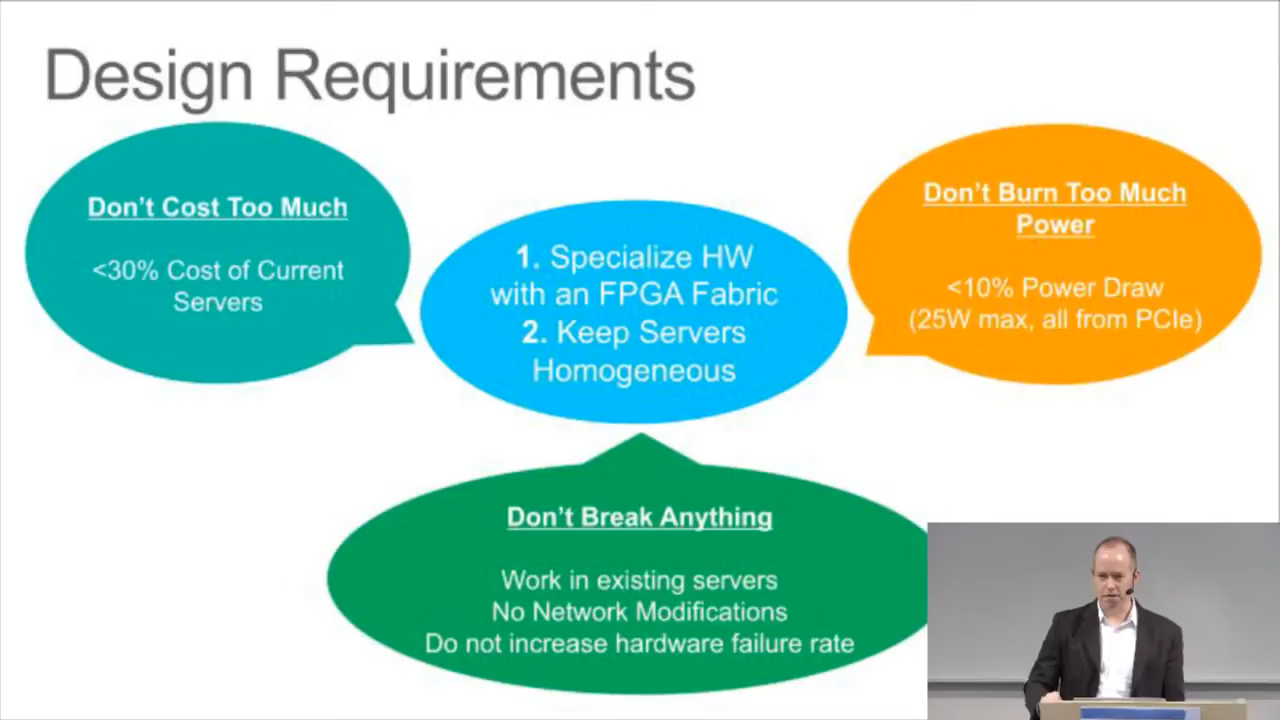 Design Requirements
Don't Cost Too Much
<30% Cost of Current
Servers
1. Specialize HW
with an FPGA Fabric
2. Keep Servers
Homogeneous
Don't Burn Too Much
Power
<10% Power Draw
(25W max, all from PCIe)
Don't Break Anything
Work in existing servers
No Network Modifications
Do not increase hardware failure rate